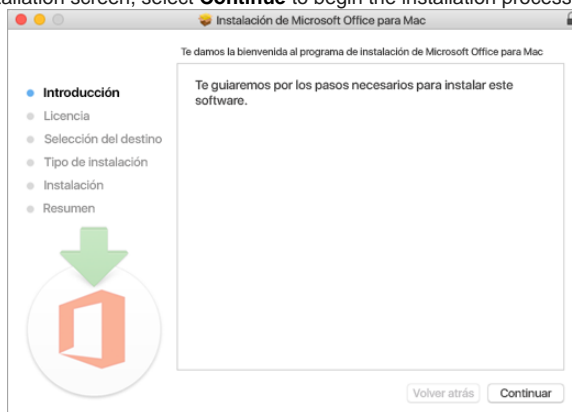 tallation screen, select Continue to begin the installation process
Instalación de Microsoft Office para Mac
Te damos la bienvenida al programa de instalación de Microsoft Office para Mac
Introducción
Licencia
Selección del destino
Tipo de instalación
Instalación
Resumen
Te guiaremos por los pasos necesarios para instalar este
software.
Volver atrás
Continuar